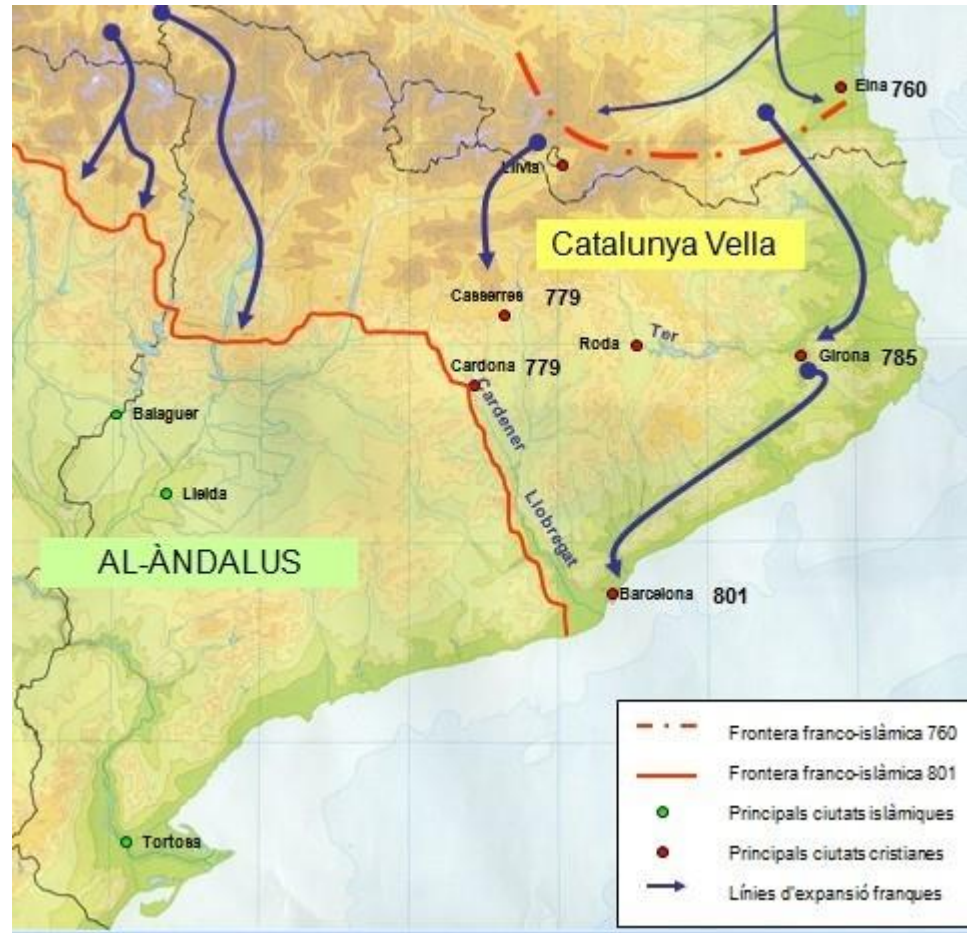 Elna 760
Llívia
Catalunya Vella
Casserres 779
Roda
Ter
Girona 785
Cardona 779
Cardener
Balaguer
Lleida
Llobregat
AL-ÀNDALUS
Barcelona 801
Tortosa
Frontera franco-islàmica 760
Frontera franco-islàmica 801
Principals ciutats islàmiques
Principals ciutats cristianes
Línies d'expansió franques